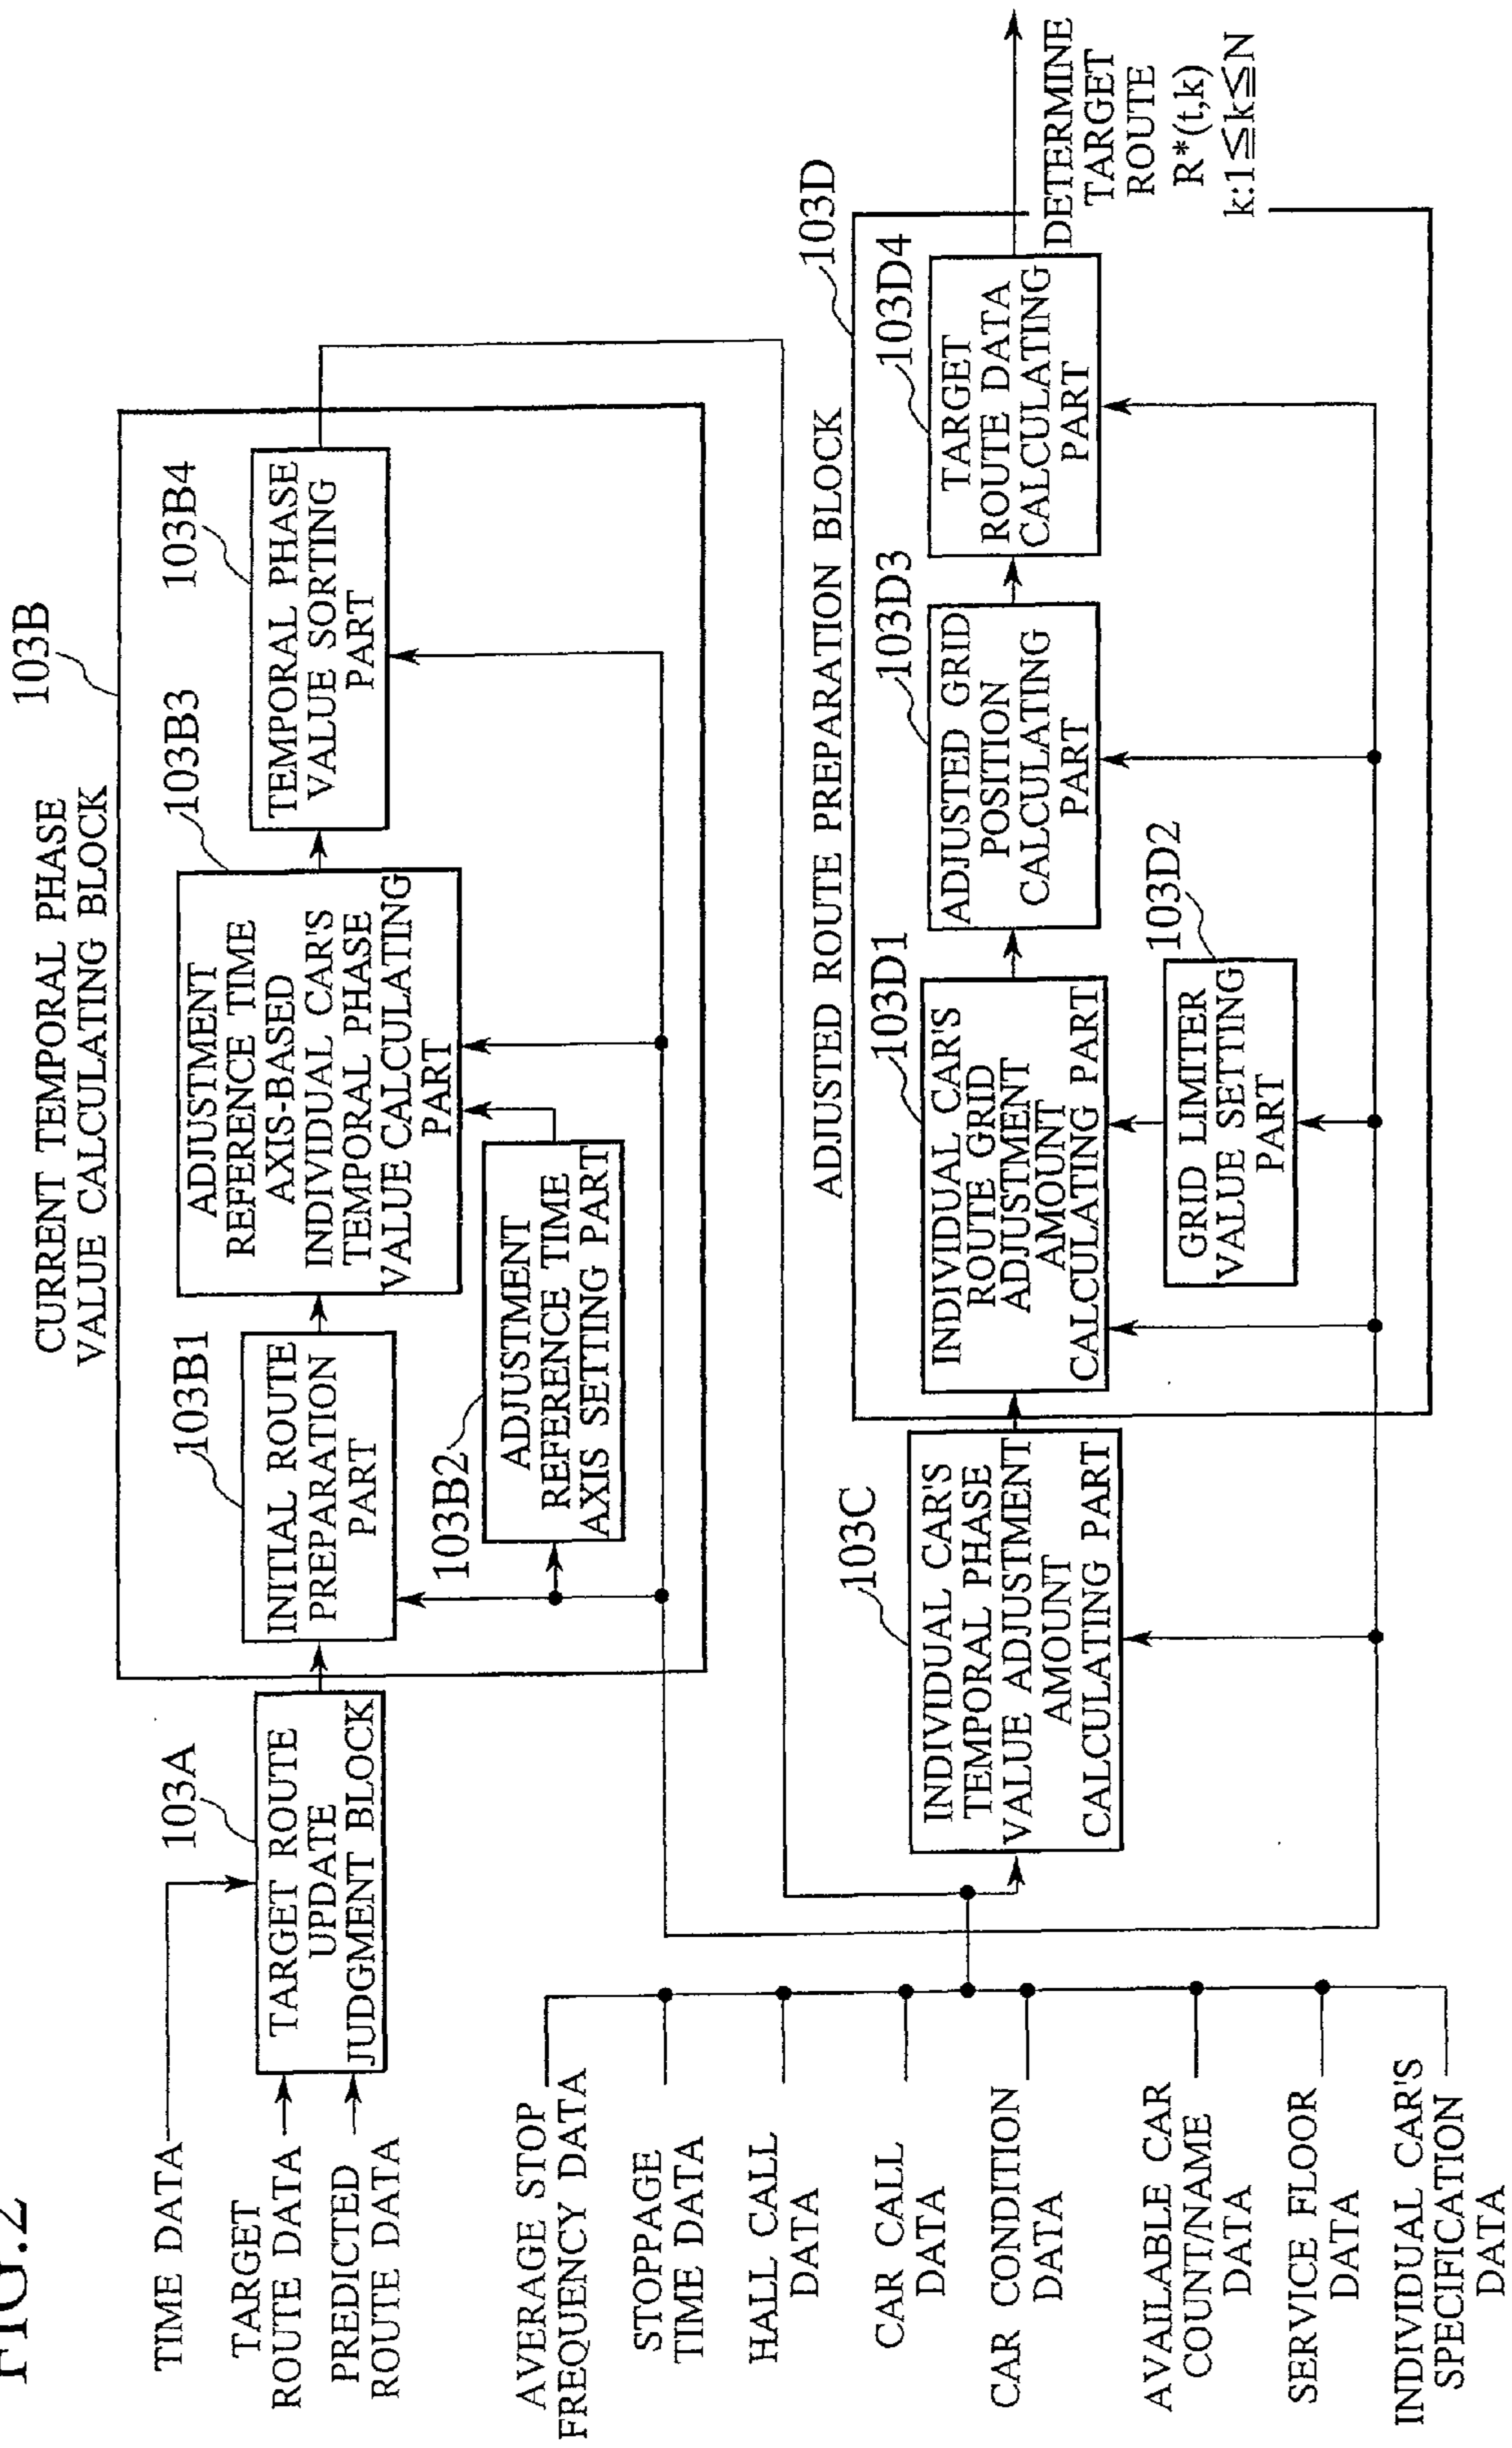 FIG.2
TIME DATA
TARGET
ROUTE DATA
PREDICTED
ROUTE DATA
103A
TARGET ROUTE
UPDATE
JUDGMENT BLOCK
CURRENT TEMPORAL PHASE
VALUE CALCULATING BLOCK
103B
103B1
INITIAL ROUTE
PREPARATION
PART
103B2
ADJUSTMENT
REFERENCE TIME
AXIS SETTING PART
103B3
ADJUSTMENT
REFERENCE TIME
AXIS-BASED
INDIVIDUAL CAR'S
TEMPORAL PHASE
VALUE CALCULATING
PART
103B4
TEMPORAL PHASE
VALUE SORTING
PART
AVERAGE STOP
FREQUENCY DATA
STOPPAGE
TIME DATA
HALL CALL
DATA
CAR CALL
DATA
CAR CONDITION
DATA
AVAILABLE CAR
COUNT/NAME
DATA
SERVICE FLOOR
DATA
INDIVIDUAL CAR'S
SPECIFICATION
DATA
103C
INDIVIDUAL CAR'S
TEMPORAL PHASE
VALUE ADJUSTMENT
AMOUNT
CALCULATING PART
ADJUSTED ROUTE PREPARATION BLOCK
103D
103D1
INDIVIDUAL CAR'S
ROUTE GRID
ADJUSTMENT
AMOUNT
CALCULATING PART
103D2
GRID LIMITER
VALUE SETTING
PART
103D3
ADJUSTED GRID
POSITION
CALCULATING
PART
103D4
TARGET
ROUTE DATA
CALCULATING
PART
DETERMINE
TARGET
ROUTE
R*(t,k)
k:1≦k≦N